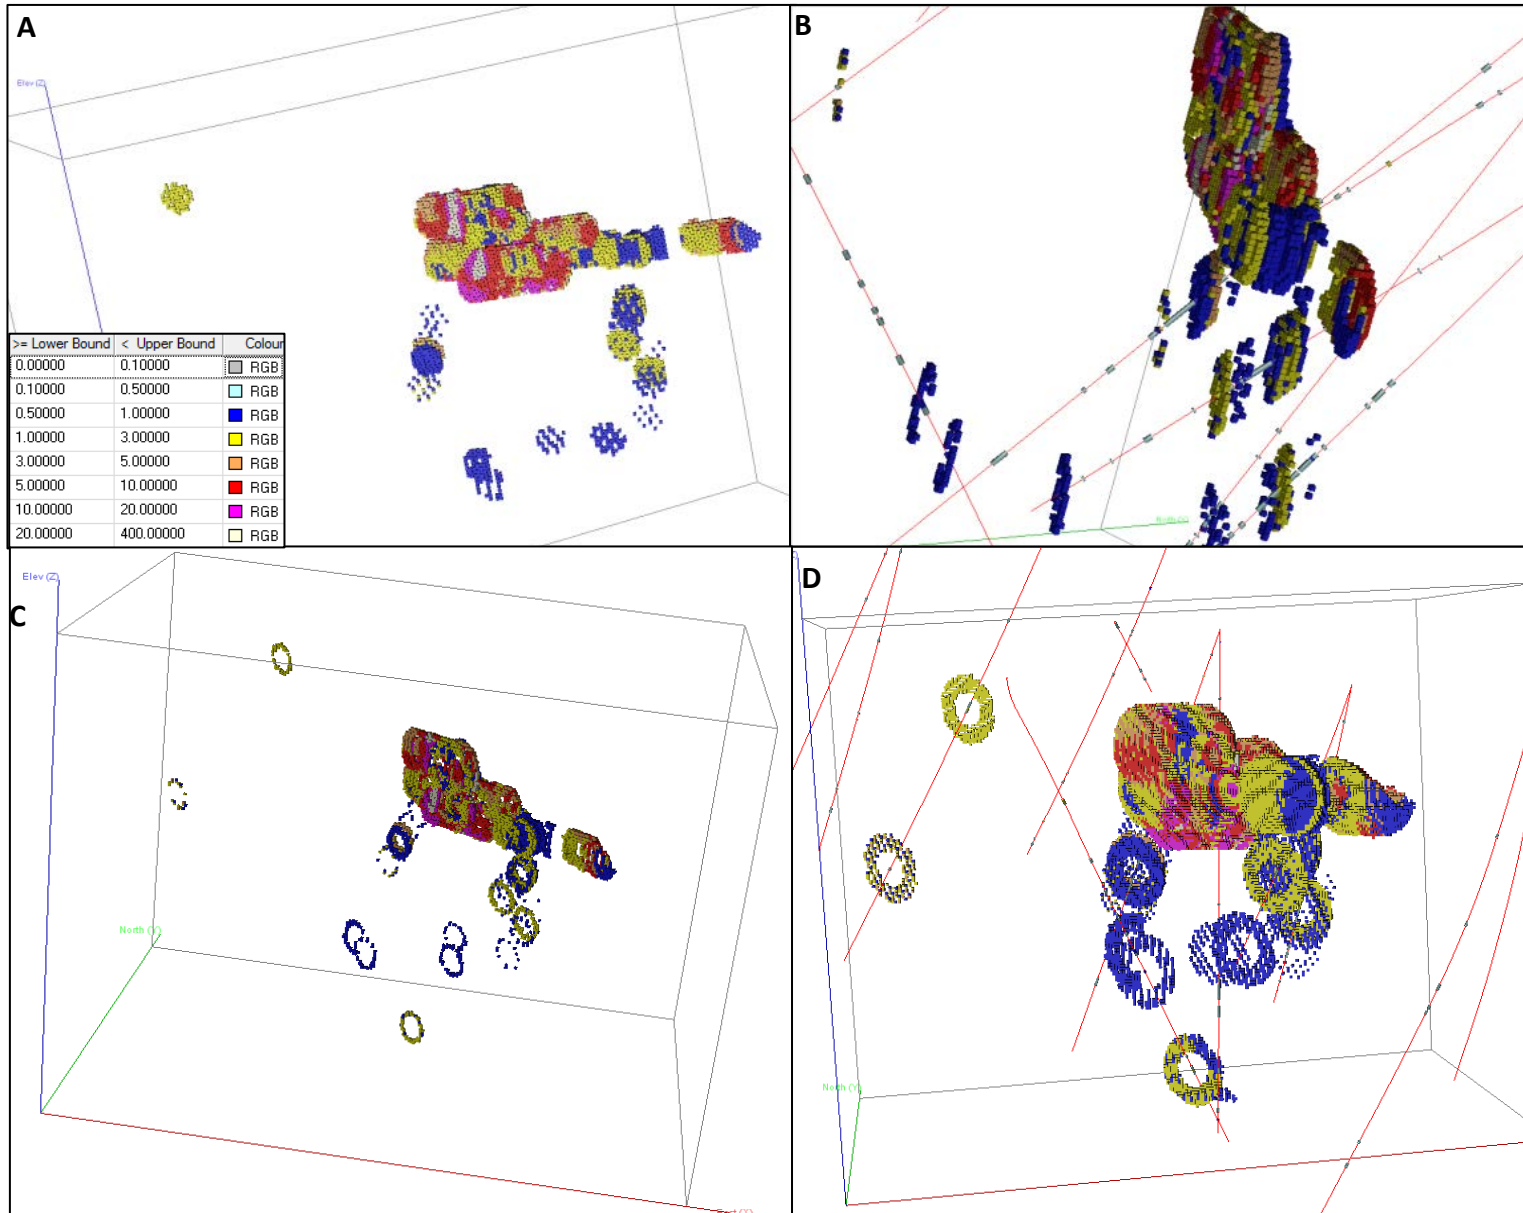 A
B
Elev (Z)
>= Lower Bound < Upper Bound Colour
0.00000 0.10000 RGB
0.10000 0.50000 RGB
0.50000 1.00000 RGB
1.00000 3.00000 RGB
3.00000 5.00000 RGB
5.00000 10.00000 RGB
10.00000 20.00000 RGB
20.00000 400.00000 RGB
C
D
Elev (Z)
North (Y)
North (Y)